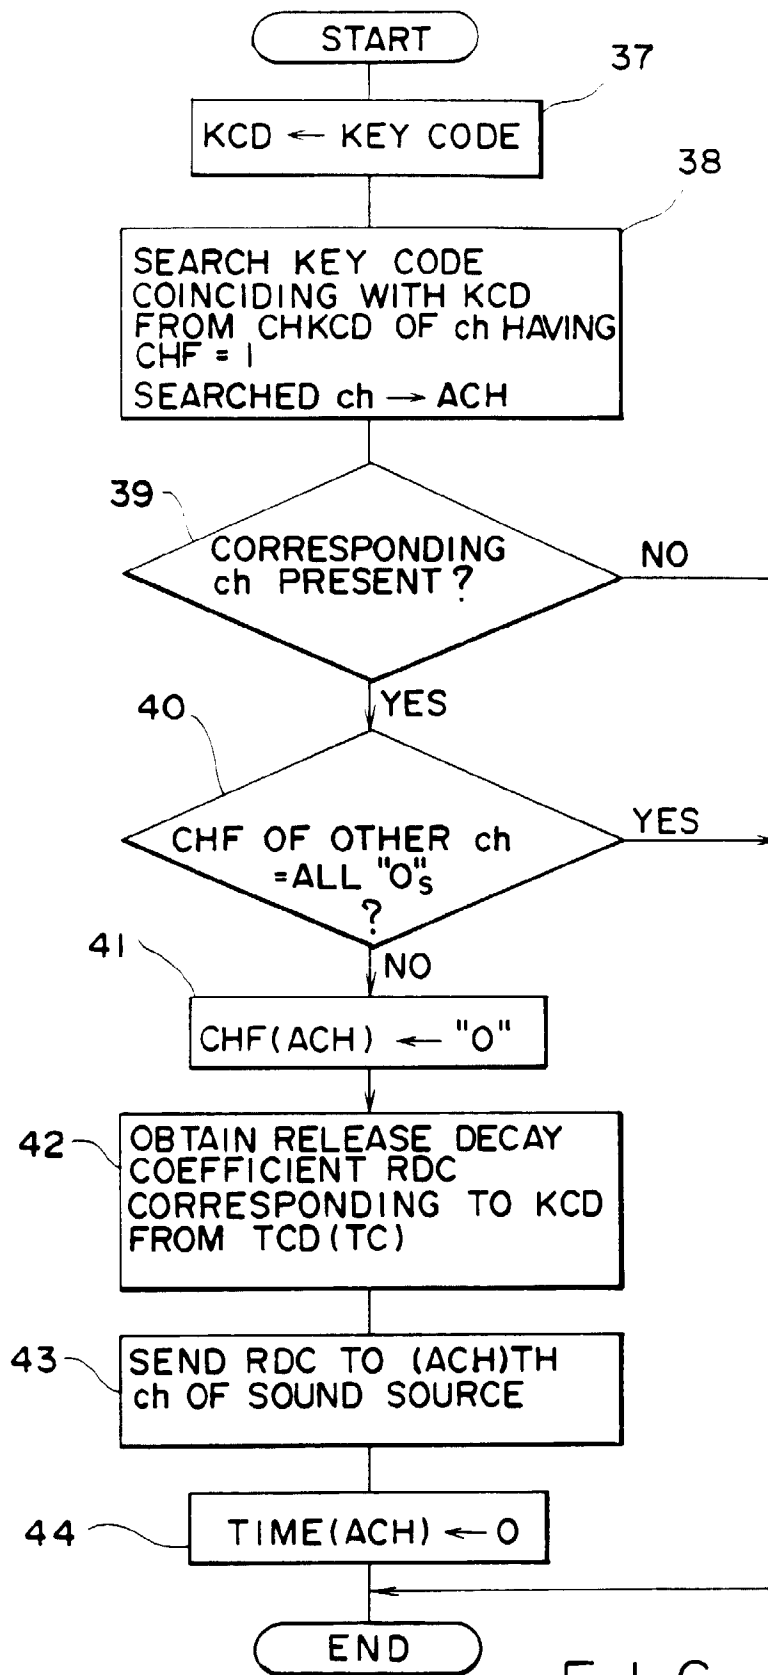 START
37
KCD ← KEY CODE
38
SEARCH KEY CODE
COINCIDING WITH KCD
FROM CHKCD OF ch HAVING
CHF = 1
SEARCHED ch → ACH
39
CORRESPONDING
ch PRESENT ?
NO
YES
40
CHF OF OTHER ch
=ALL "0"s
?
YES
NO
41
CHF(ACH) ← "0"
42
OBTAIN RELEASE DECAY
COEFFICIENT RDC
CORRESPONDING TO KCD
FROM TCD(TC)
43
SEND RDC TO (ACH)TH
ch OF SOUND SOURCE
44
TIME(ACH) ← 0
END